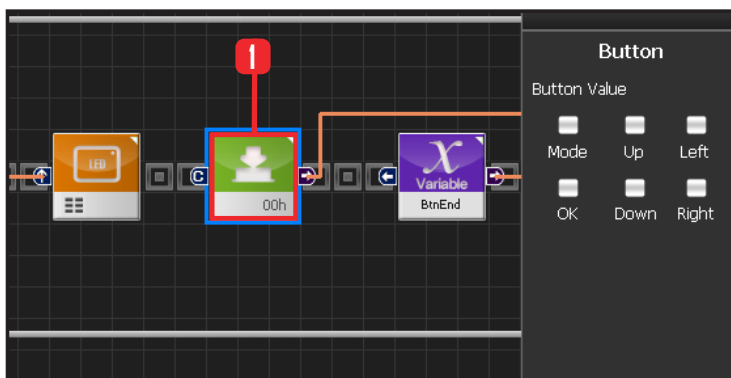 1
Button
Button Value
Mode Up Left
OK Down Right
LED
C
00h
X
Variable
BtnEnd